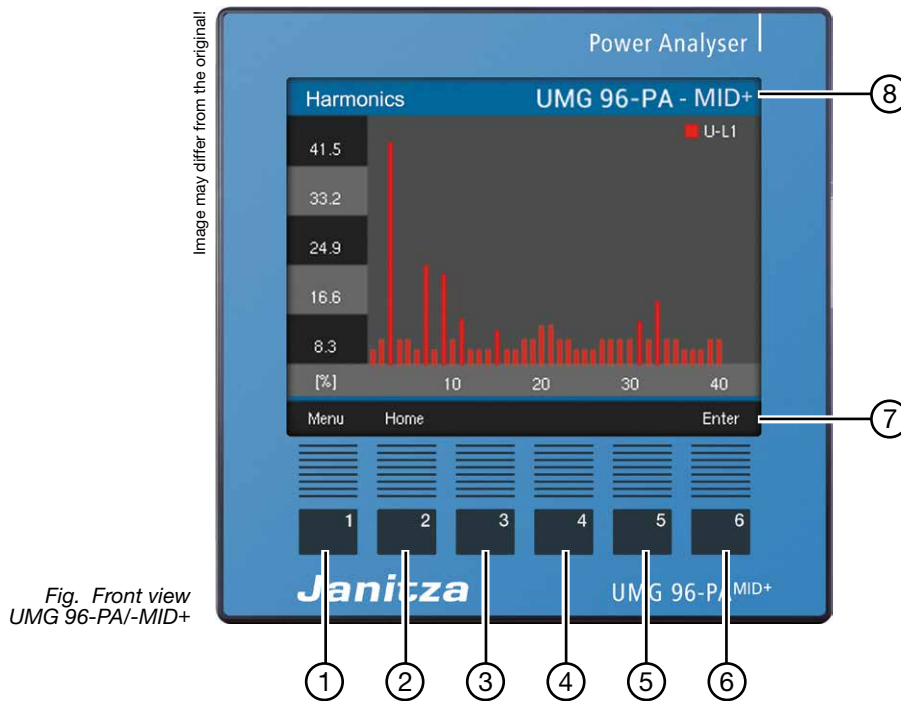 Image may differ from the original!
Power Analyser
Harmonics UMG 96-PA - MID+
8
U-L1
41.5
33.2
24.9
16.6
8.3
[%] 10 20 30 40
Menu Home Enter
7
1 2 3 4 5 6
Janitza UMG 96-PA MID+
Fig. Front view
UMG 96-PA/-MID+
1 2 3 4 5 6